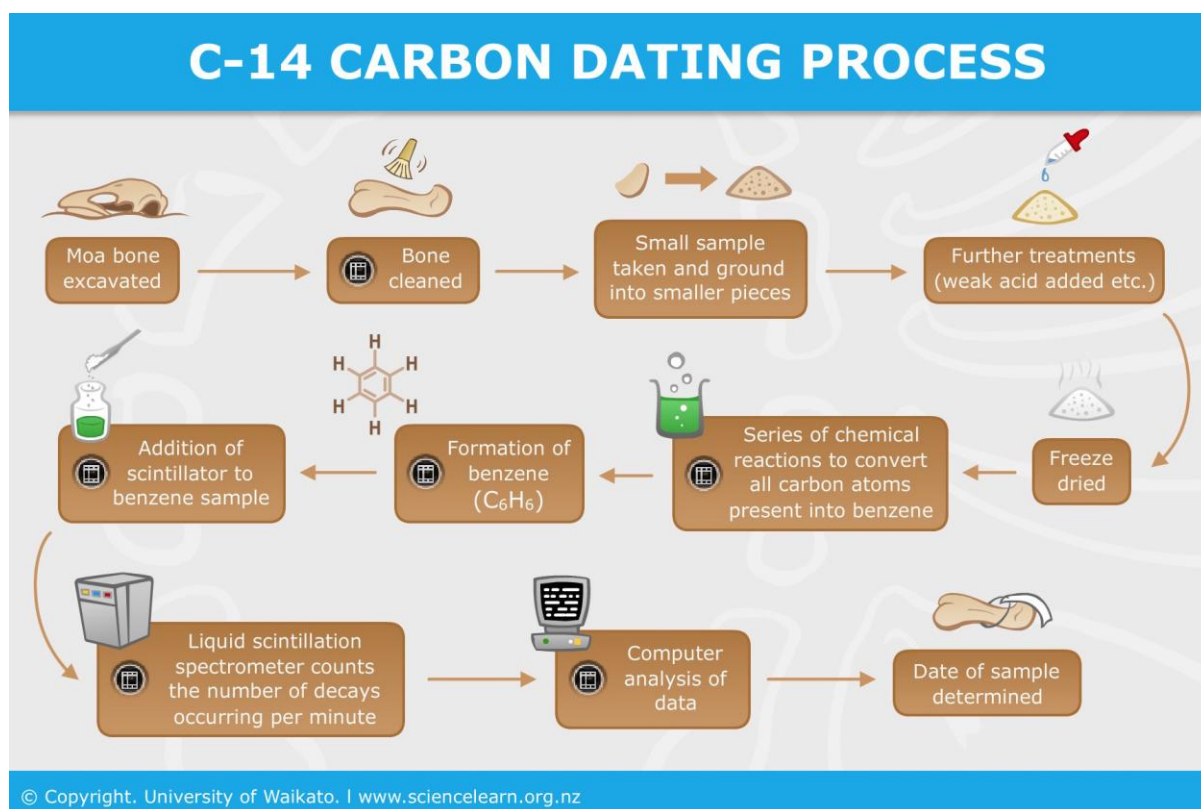 C-14 CARBON DATING PROCESS
Moa bone
excavated
Bone
cleaned
Small sample
taken and ground
into smaller pieces
Further treatments
(weak acid added etc.)
Freeze
dried
Series of chemical
reactions to convert
all carbon atoms
present into benzene
H
H
H
H
H
H
Formation of
benzene
(C₆H₆)
Addition of
scintillator to
benzene sample
Liquid scintillation
spectrometer counts
the number of decays
occurring per minute
Computer
analysis of
data
Date of sample
determined
© Copyright. University of Waikato. I www.sciencelearn.org.nz